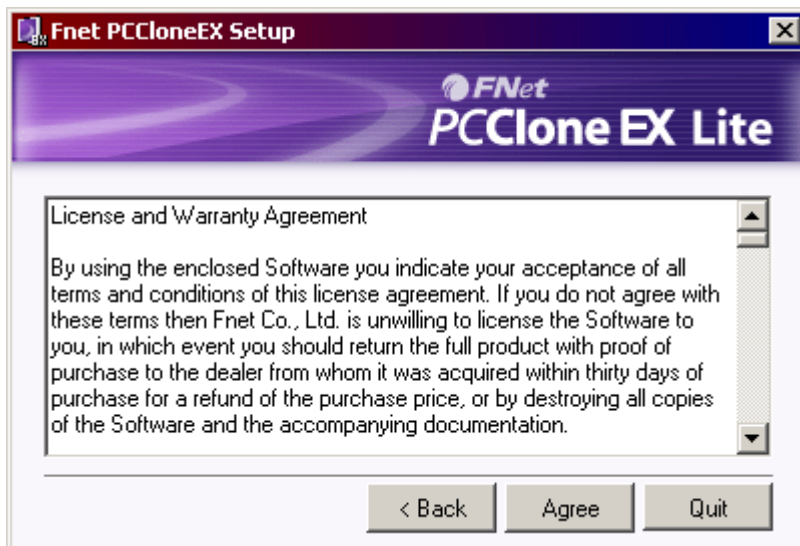 Fnet PCCloneEX Setup
FNet
PCClone EX Lite
License and Warranty Agreement
By using the enclosed Software you indicate your acceptance of all
terms and conditions of this license agreement. If you do not agree with
these terms then Fnet Co., Ltd. is unwilling to license the Software to
you, in which event you should return the full product with proof of
purchase to the dealer from whom it was acquired within thirty days of
purchase for a refund of the purchase price, or by destroying all copies
of the Software and the accompanying documentation.
< Back Agree Quit